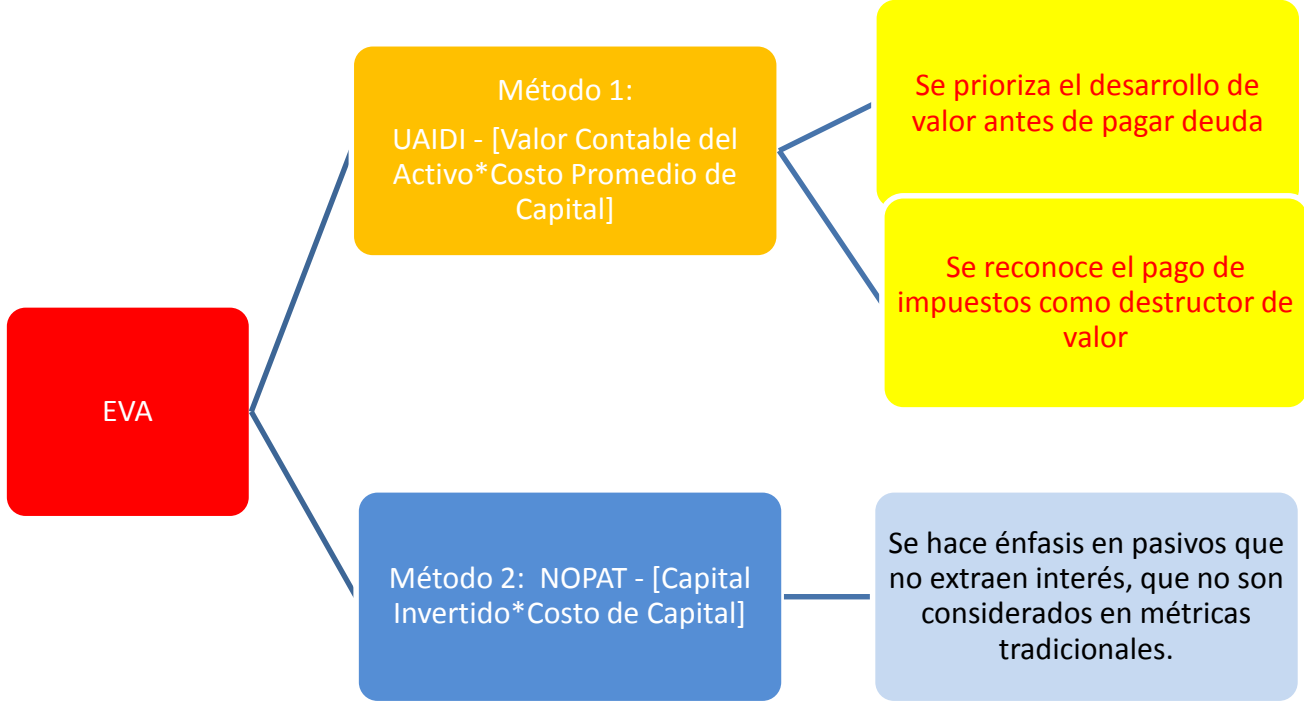 EVA
Método 1:
UAIDI - [Valor Contable del
Activo*Costo Promedio de
Capital]
Se prioriza el desarrollo de
valor antes de pagar deuda
Se reconoce el pago de
impuestos como destructor de
valor
Método 2:  NOPAT - [Capital
Invertido*Costo de Capital]
Se hace énfasis en pasivos que
no extraen interés, que no son
considerados en métricas
tradicionales.